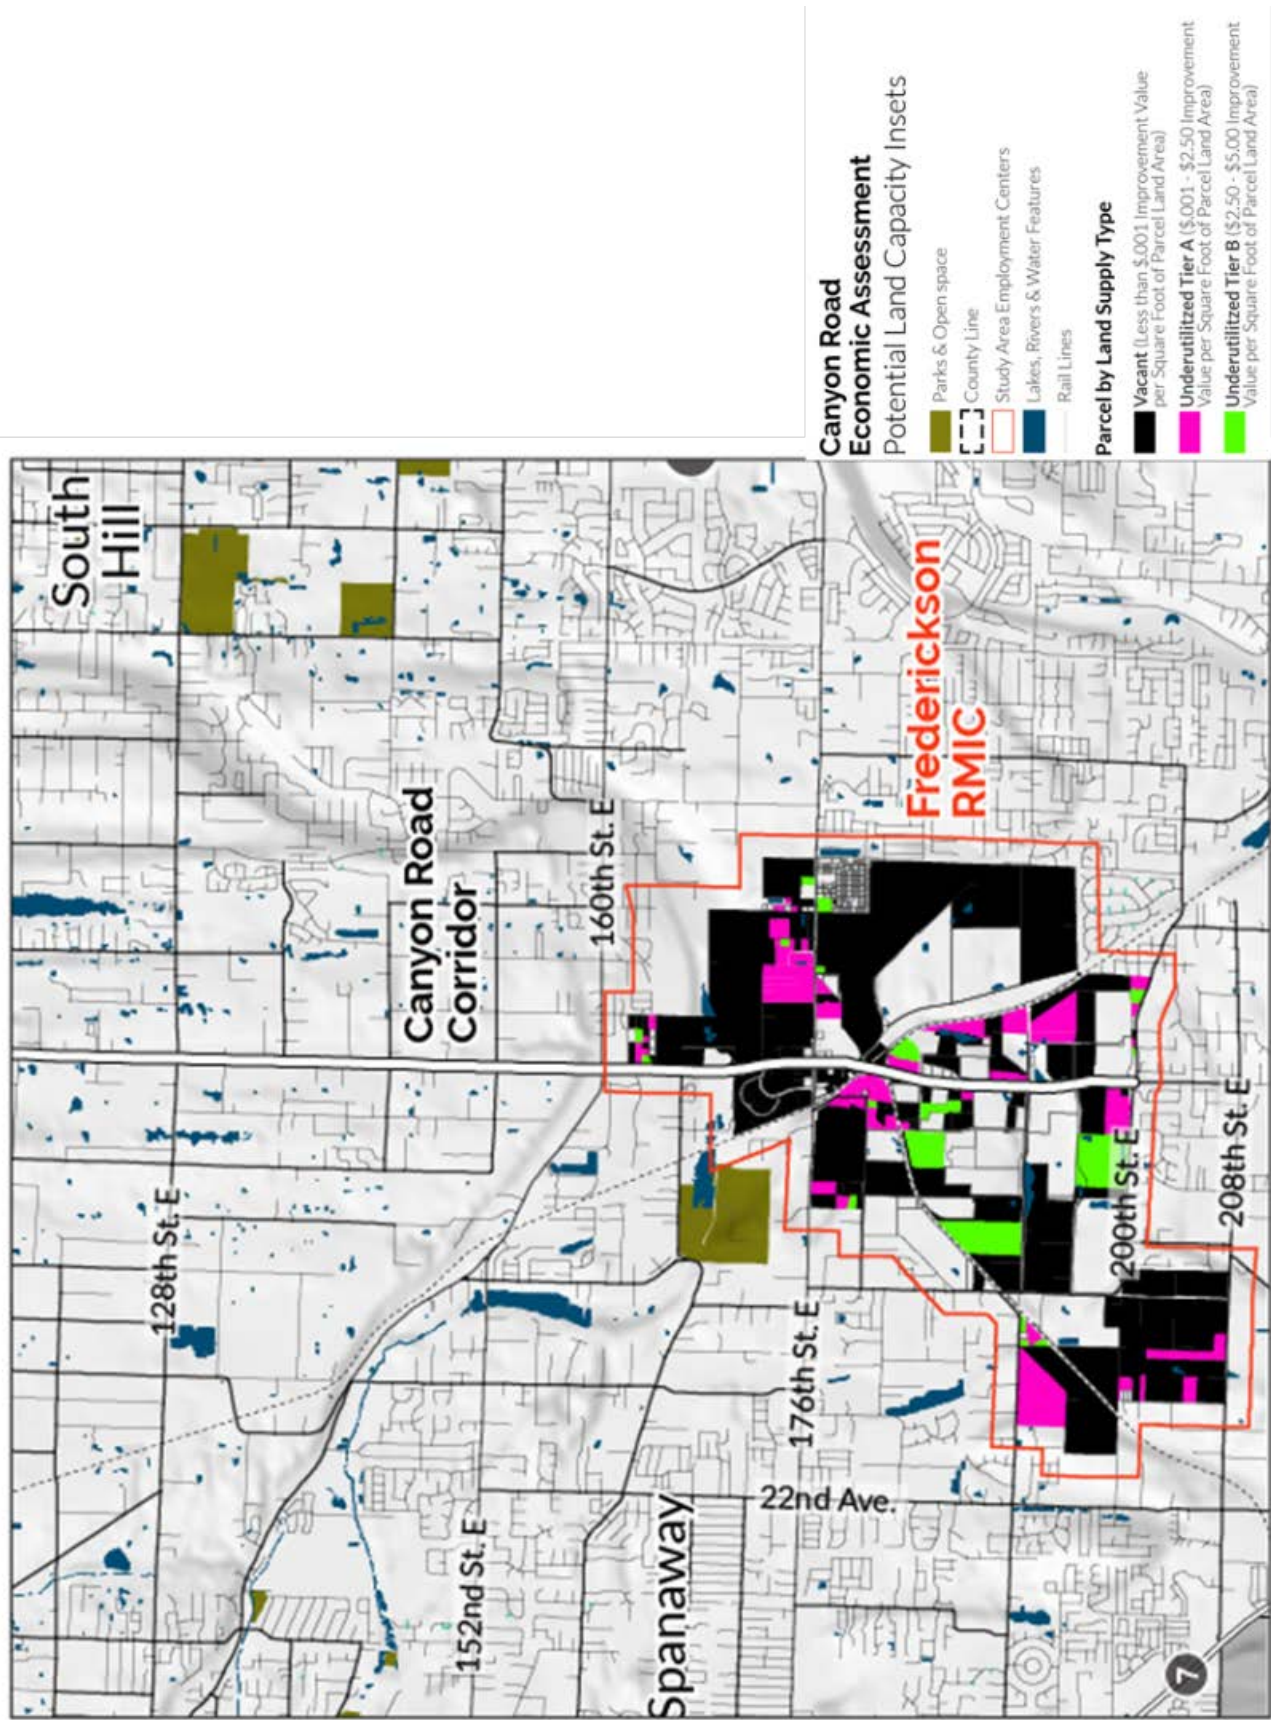 Canyon Road
Economic Assessment
Potential Land Capacity Insets
Parks & Open space
County Line
Study Area Employment Centers
Lakes, Rivers & Water Features
Rail Lines
Parcel by Land Supply Type
Vacant (Less than $.001 Improvement Value
per Square Foot of Parcel Land Area)
Underutilitzed Tier A ($.001 - $2.50 Improvement
Value per Square Foot of Parcel Land Area)
Underutilitzed Tier B ($2.50 - $5.00 Improvement
Value per Square Foot of Parcel Land Area)
South
Hill
128th St. E
Canyon Road
Corridor
152nd St. E
160th St. E
Spanaway
22nd Ave.
176th St. E
Frederickson
RMIC
200th St. E
208th St. E
7